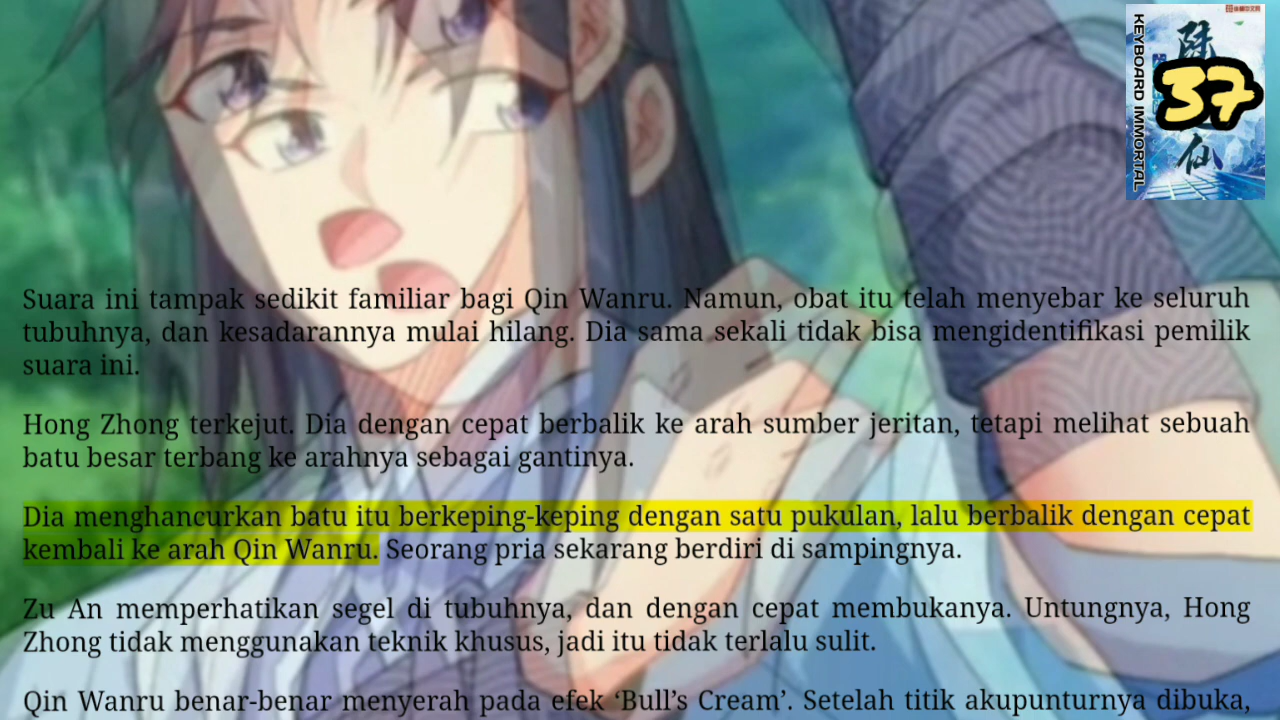 KEYBOARD IMMORTAL
37
仙
Suara ini tampak sedikit familiar bagi Qin Wanru. Namun, obat itu telah menyebar ke seluruh
tubuhnya, dan kesadarannya mulai hilang. Dia sama sekali tidak bisa mengidentifikasi pemilik
suara ini.
Hong Zhong terkejut. Dia dengan cepat berbalik ke arah sumber jeritan, tetapi melihat sebuah
batu besar terbang ke arahnya sebagai gantinya.
Dia menghancurkan batu itu berkeping-keping dengan satu pukulan, lalu berbalik dengan cepat
kembali ke arah Qin Wanru. Seorang pria sekarang berdiri di sampingnya.
Zu An memperhatikan segel di tubuhnya, dan dengan cepat membukanya. Untungnya, Hong
Zhong tidak menggunakan teknik khusus, jadi itu tidak terlalu sulit.
Qin Wanru benar-benar menyerah pada efek ‘Bull’s Cream’. Setelah titik akupunturnya dibuka,